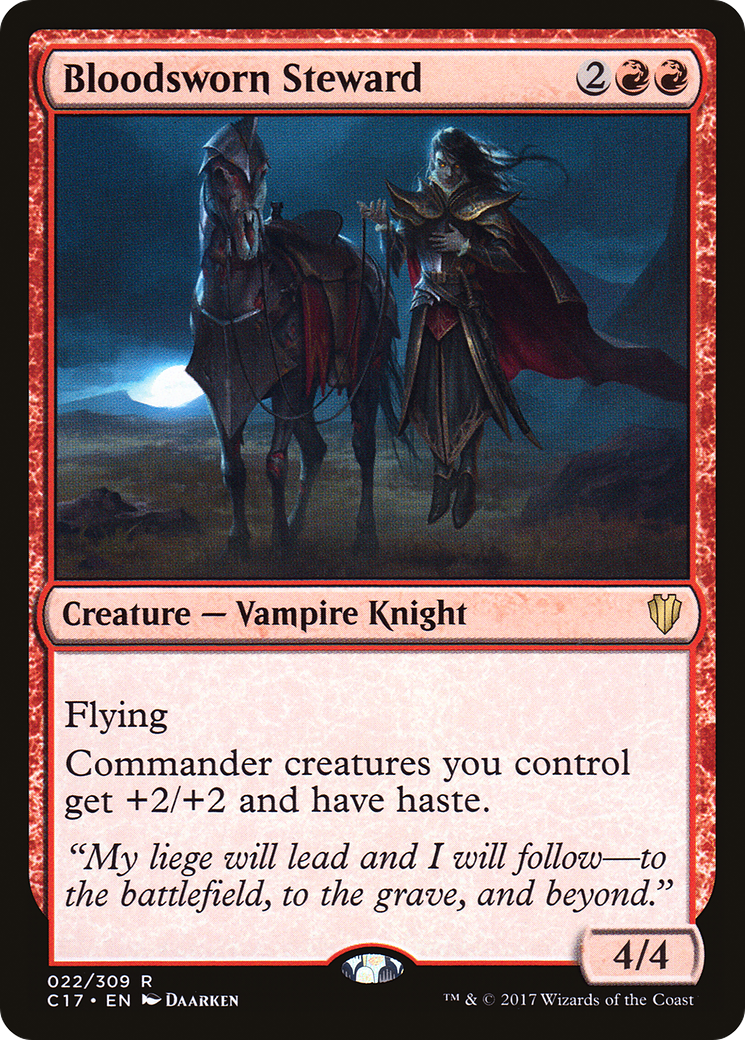 Bloodsworn Steward 2
Creature — Vampire Knight
Flying
Commander creatures you control
get +2/+2 and have haste.
“My liege will lead and I will follow—to
the battlefield, to the grave, and beyond.”
4/4
022/309 R
C17 • EN DAARKEN
™ & © 2017 Wizards of the Coast